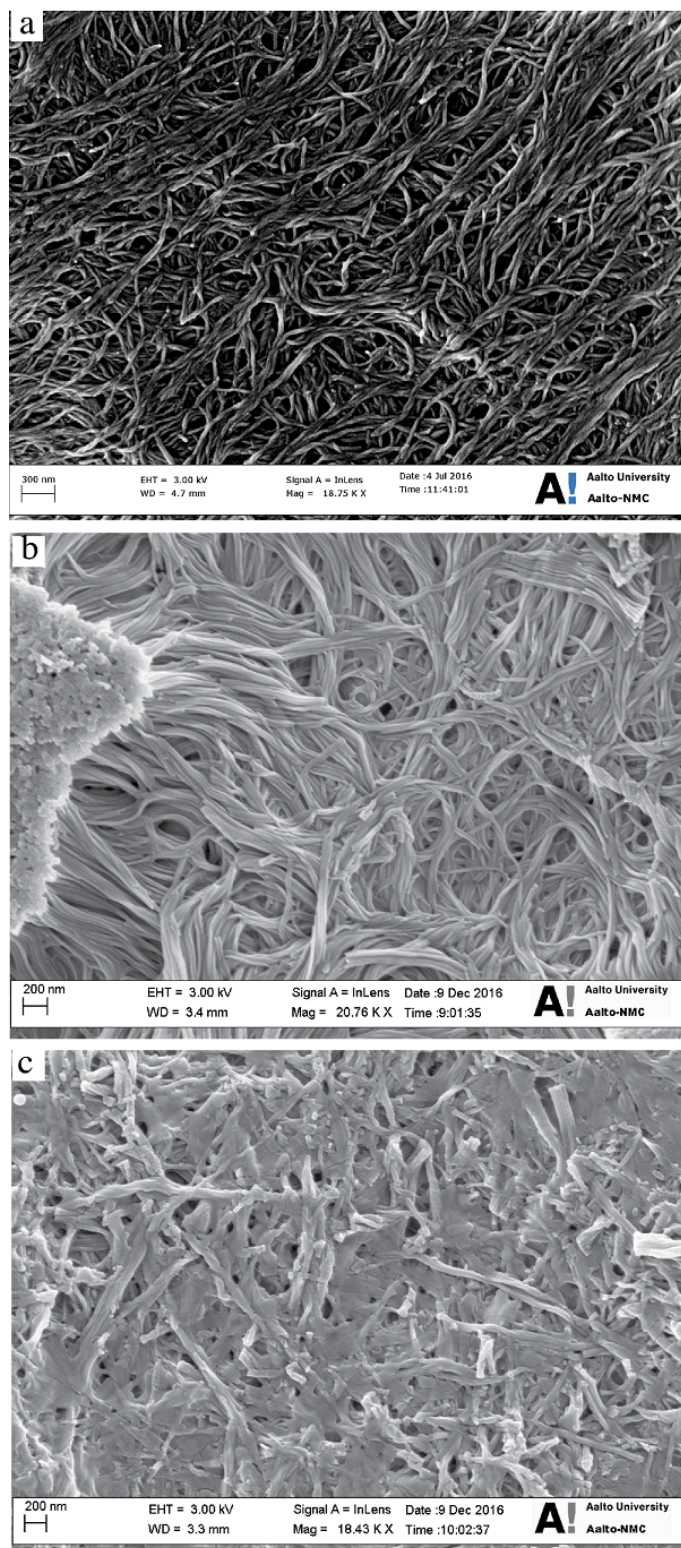 a
300 nm
EHT = 3.00 kV
WD = 4.7 mm
Signal A = InLens
Mag = 18.75 K X
Date :4 Jul 2016
Time :11:41:01
A!
Aalto University
Aalto-NMC
b
200 nm
EHT = 3.00 kV
WD = 3.4 mm
Signal A = InLens
Mag = 20.76 K X
Date :9 Dec 2016
Time :9:01:35
A!
Aalto University
Aalto-NMC
c
200 nm
EHT = 3.00 kV
WD = 3.3 mm
Signal A = InLens
Mag = 18.43 K X
Date :9 Dec 2016
Time :10:02:37
A!
Aalto University
Aalto-NMC